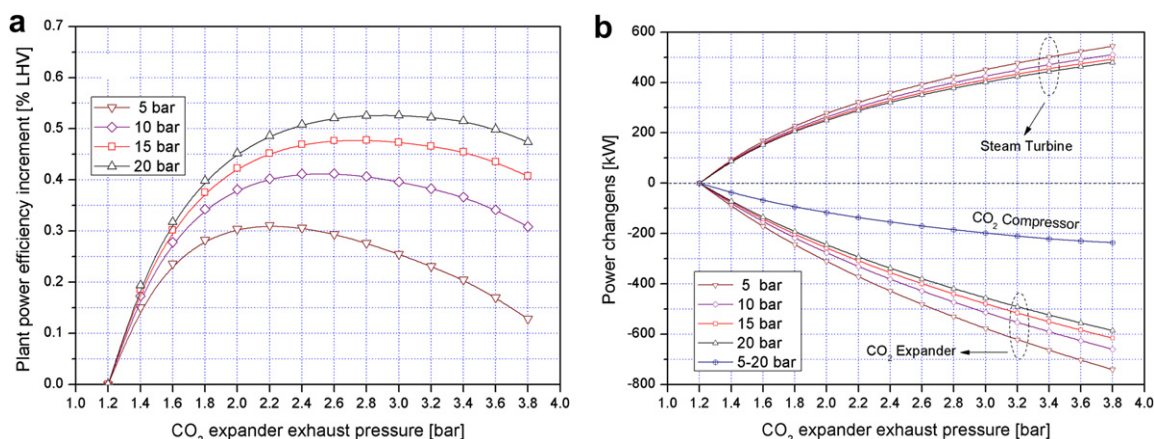 a
Plant power efficiency increment [% LHV]
0.7
0.6
0.5
0.4
0.3
0.2
0.1
0.0
5 bar
10 bar
15 bar
20 bar
1.0 1.2 1.4 1.6 1.8 2.0 2.2 2.4 2.6 2.8 3.0 3.2 3.4 3.6 3.8 4.0
CO2 expander exhaust pressure [bar]
b
Power changens [kW]
600
400
200
0
-200
-400
-600
-800
Steam Turbine
CO2 Compressor
5 bar
10 bar
15 bar
20 bar
5-20 bar
CO2 Expander
1.0 1.2 1.4 1.6 1.8 2.0 2.2 2.4 2.6 2.8 3.0 3.2 3.4 3.6 3.8 4.0
CO2 expander exhaust pressure [bar]